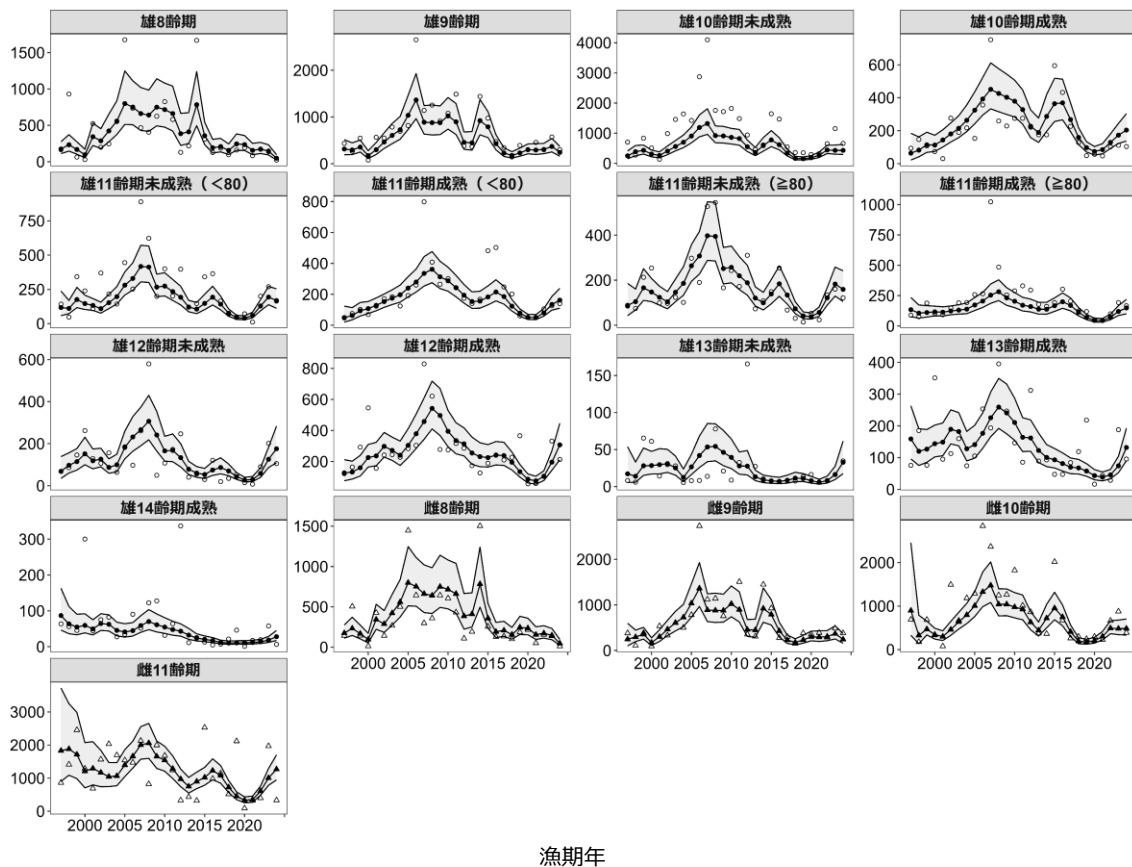 雄8齢期 雄9齢期 雄10齢期未成熟 雄10齢期成熟
1500 1000 500 0
2000 1000 0
4000 3000 2000 1000 0
600 400 200 0
雄11齢期未成熟（＜80） 雄11齢期成熟（＜80） 雄11齢期未成熟（≧80） 雄11齢期成熟（≧80）
750 500 250 0
800 600 400 200 0
400 200 0
1000 750 500 250 0
雄12齢期未成熟 雄12齢期成熟 雄13齢期未成熟 雄13齢期成熟
600 400 200 0
800 600 400 200
150 100 50 0
400 300 200 100 0
雄14齢期成熟 雌8齢期 雌9齢期 雌10齢期
300 200 100 0
1500 1000 500 0
2000 1000 0
2000 1000 0
2000 2005 2010 2015 2020
2000 2005 2010 2015 2020
2000 2005 2010 2015 2020
雌11齢期
3000 2000 1000 0
2000 2005 2010 2015 2020
漁期年